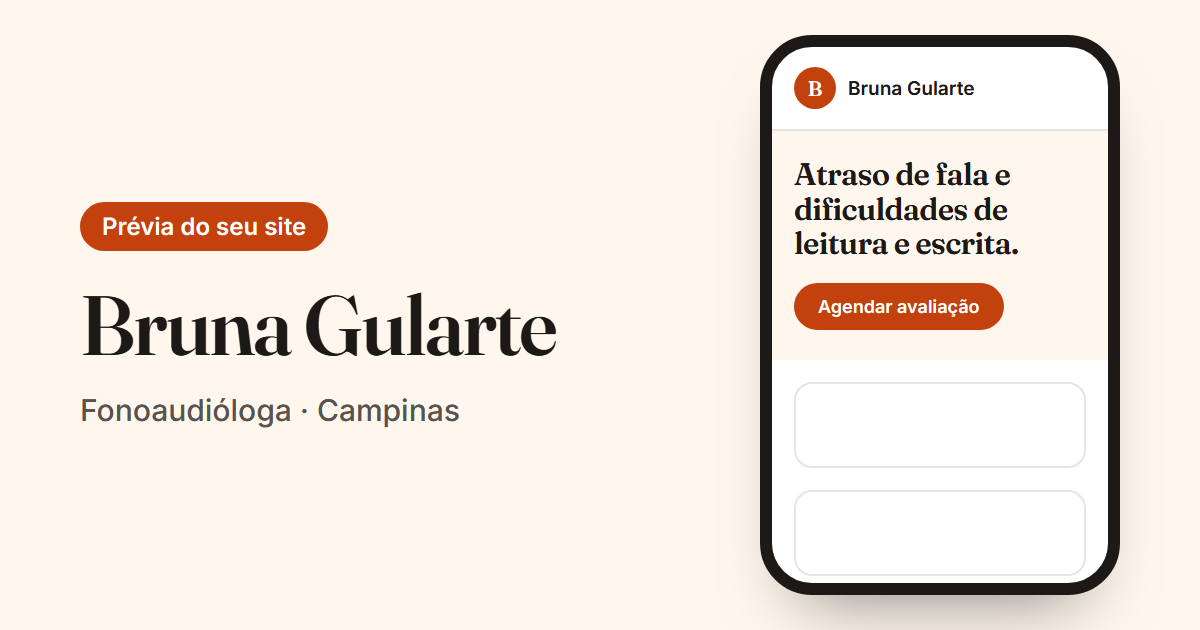 Prévia do seu site
Bruna Gularte
Fonoaudióloga · Campinas
B
Bruna Gularte
Atraso de fala e
dificuldades de
leitura e escrita.
Agendar avaliação